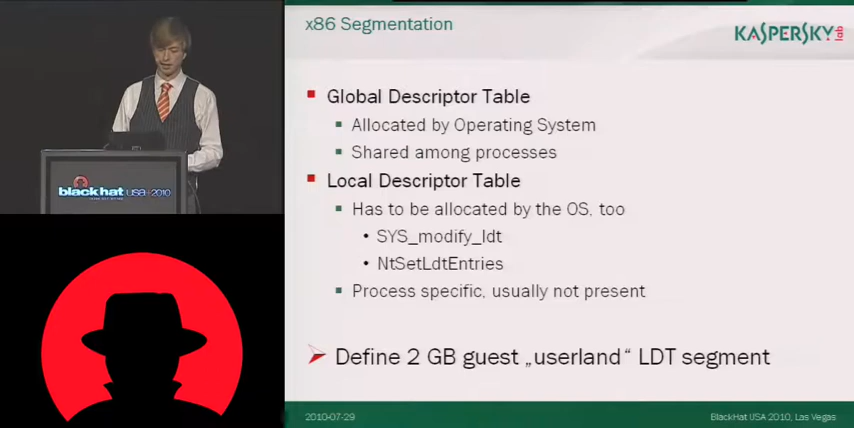 x86 Segmentation
KASPERSKY lab
Global Descriptor Table
Allocated by Operating System
Shared among processes
Local Descriptor Table
Has to be allocated by the OS, too
SYS_modify_ldt
NtSetLdtEntries
Process specific, usually not present
Define 2 GB guest „userland“ LDT segment
2010-07-29
BlackHat USA 2010, Las Vegas
black hat USA 2010